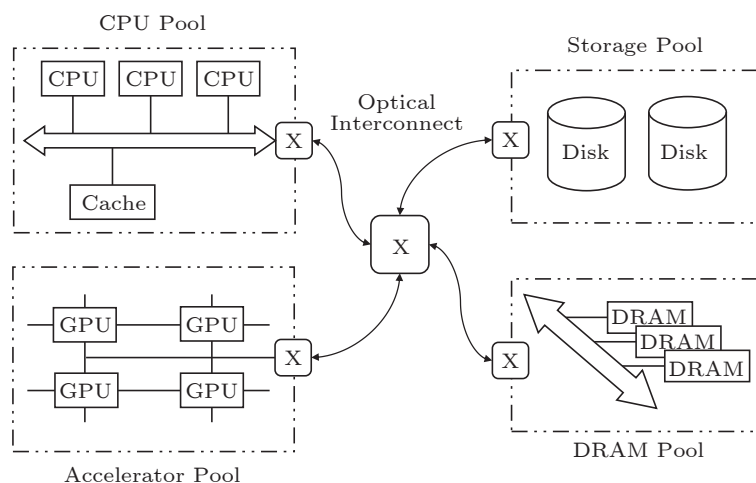 CPU Pool
CPU CPU CPU
X
Cache
Optical
Interconnect
Storage Pool
X
Disk Disk
X
GPU GPU
X
GPU GPU
Accelerator Pool
DRAM
DRAM
DRAM
X
DRAM Pool